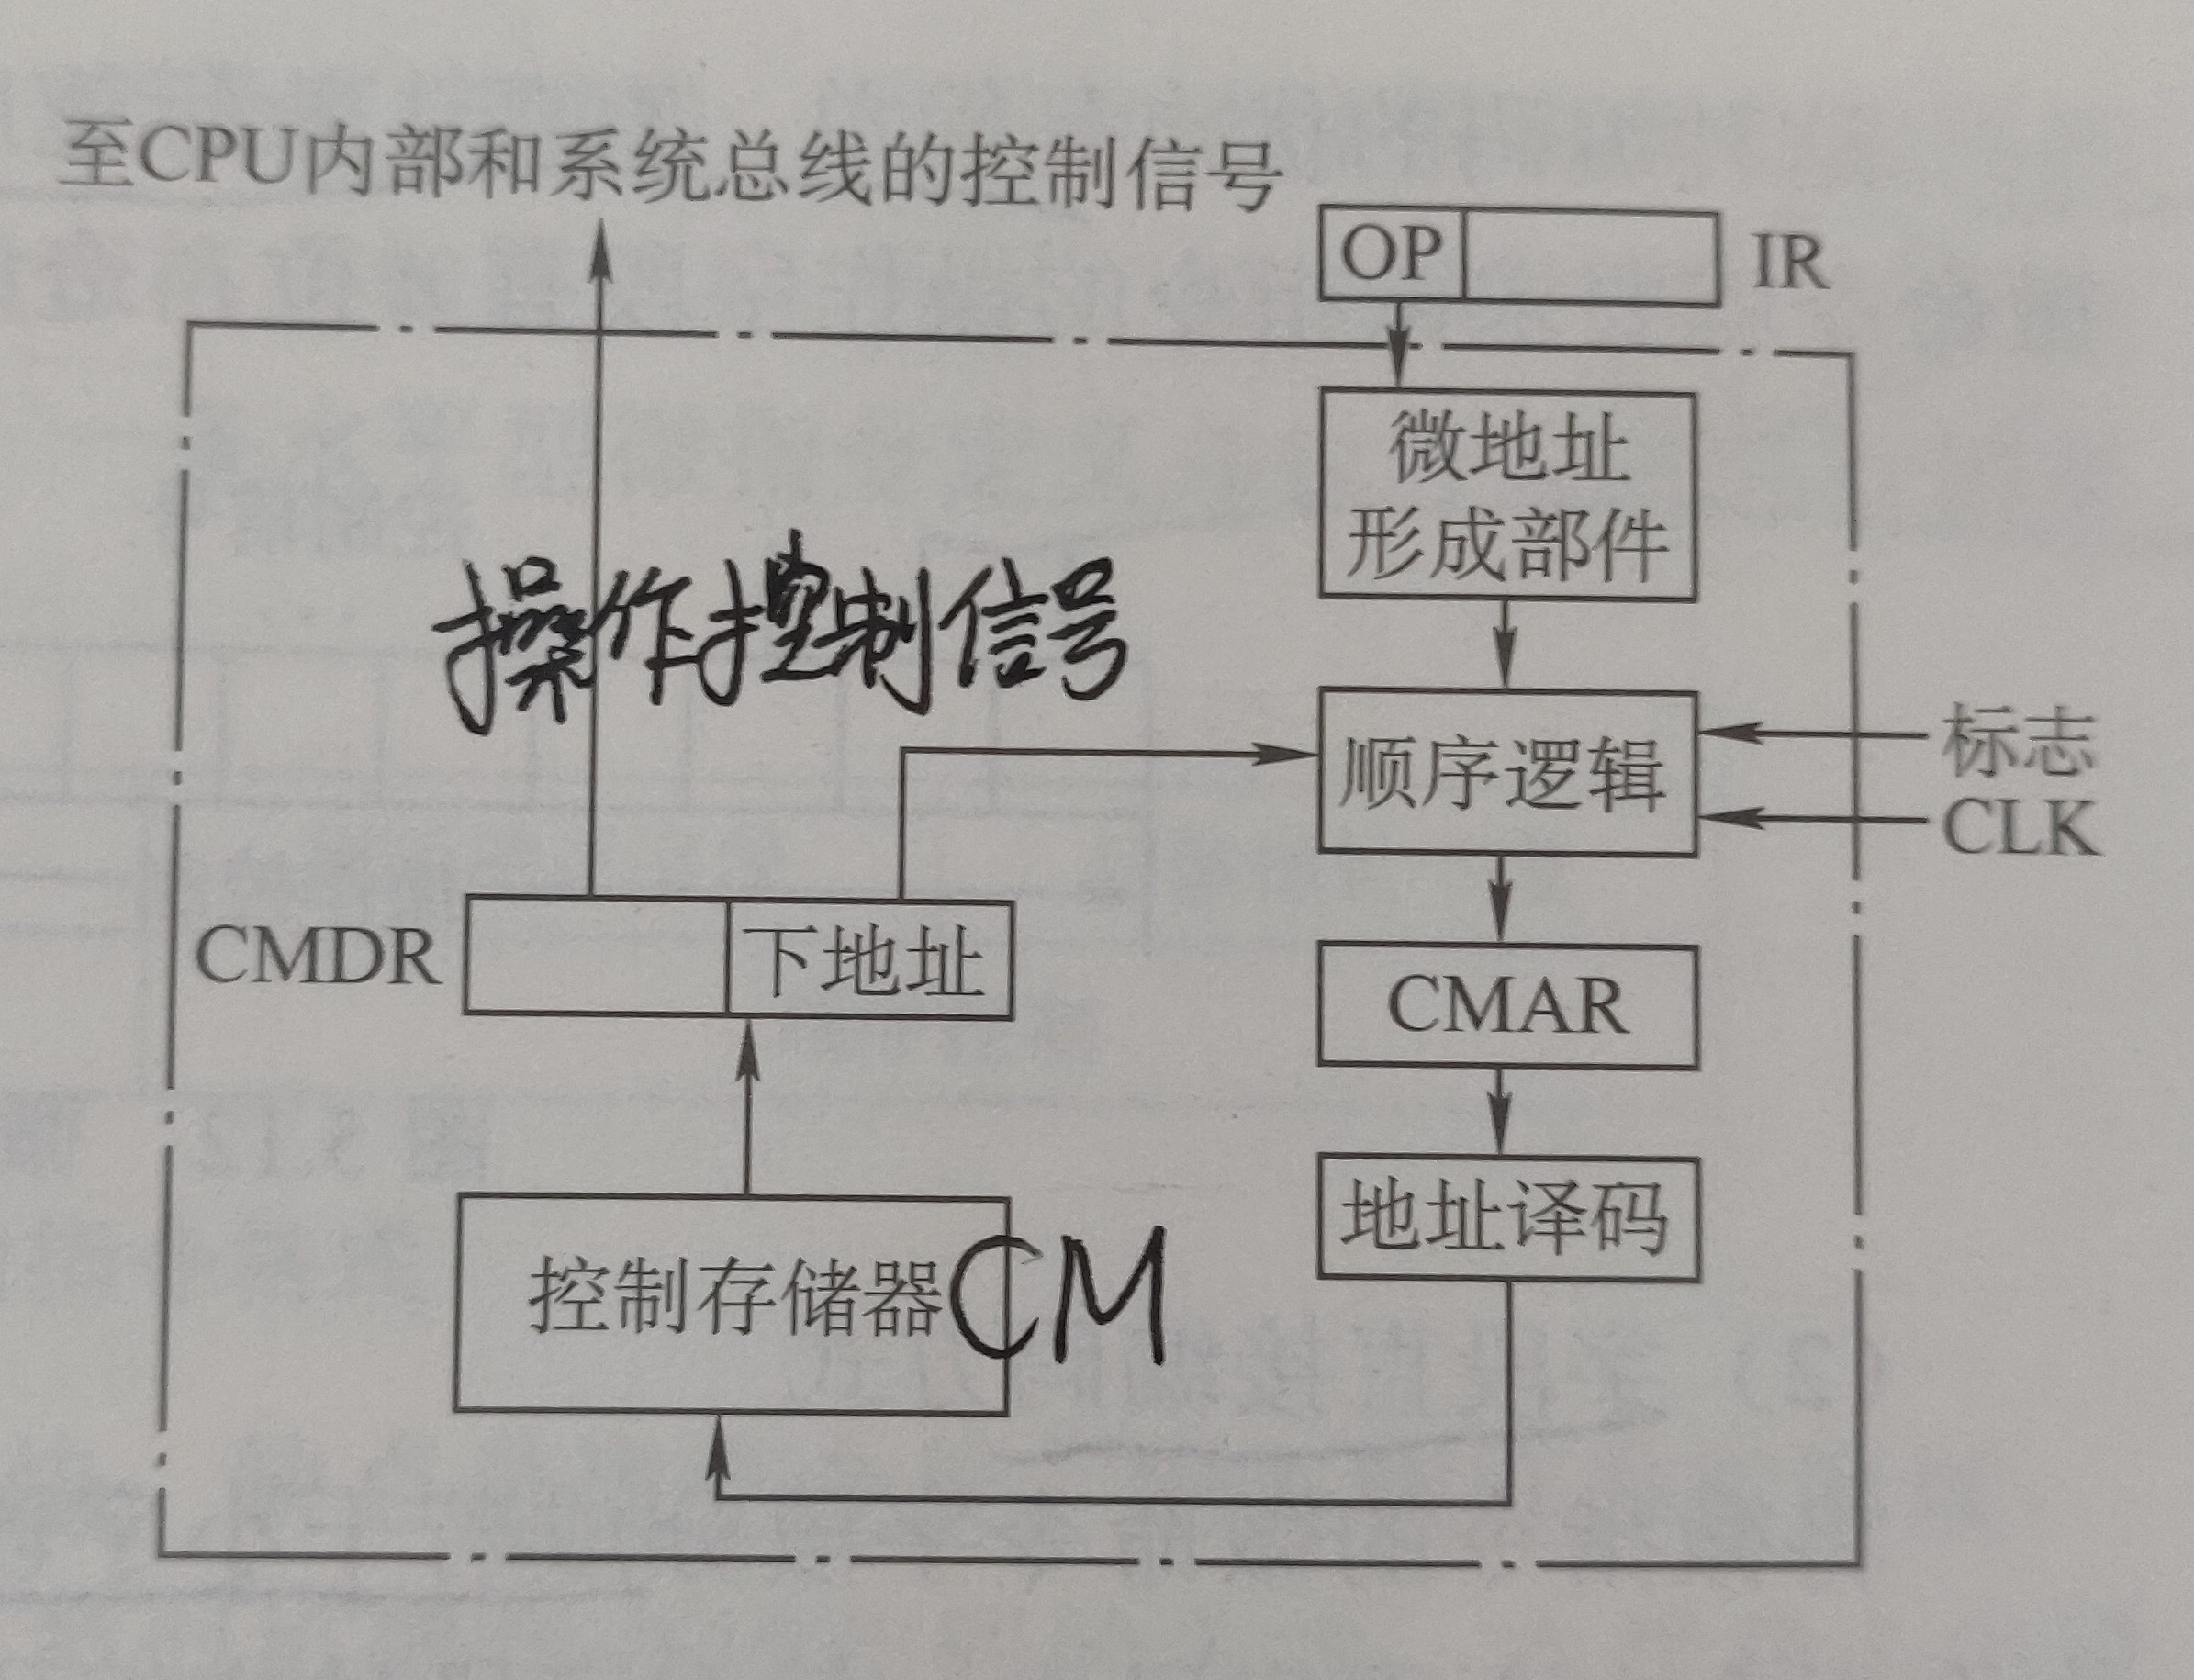 至CPU内部和系统总线的控制信号
OP
IR
微地址
形成部件
操作控制信号
顺序逻辑
标志
CLK
CMDR
下地址
CMAR
地址译码
控制存储器CM